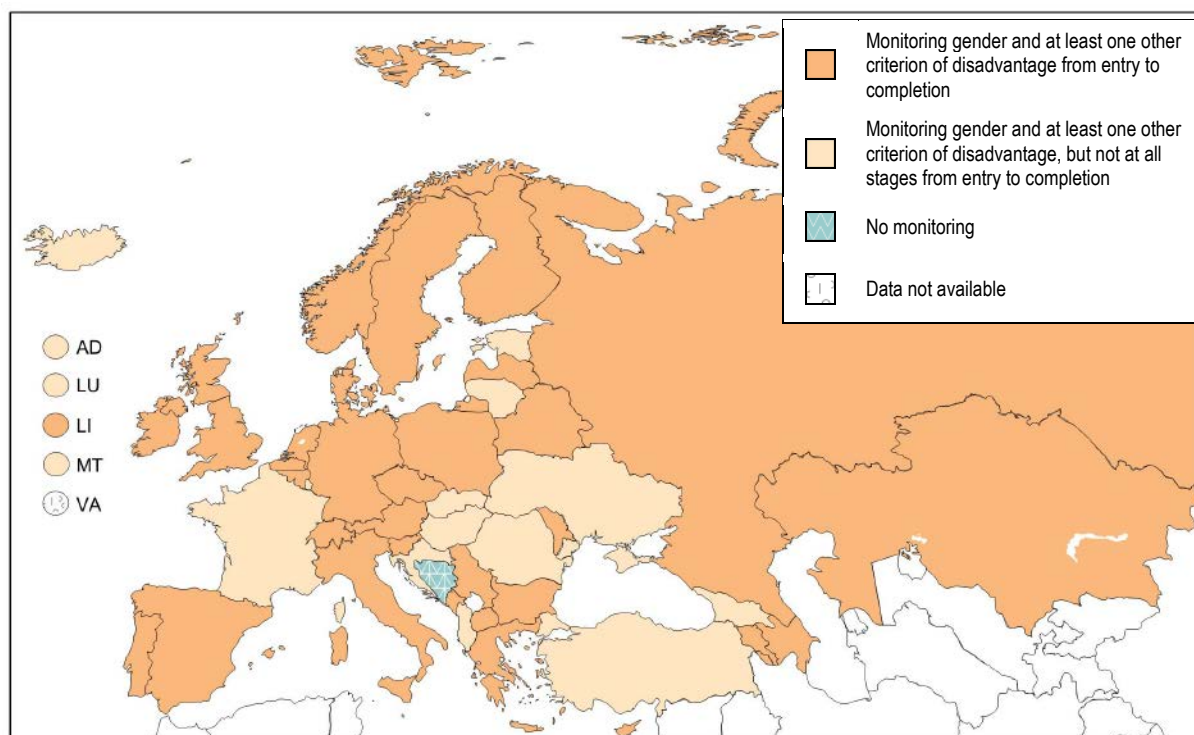 Monitoring gender and at least one other
criterion of disadvantage from entry to
completion
Monitoring gender and at least one other
criterion of disadvantage, but not at all
stages from entry to completion
No monitoring
Data not available
AD
LU
LI
MT
VA